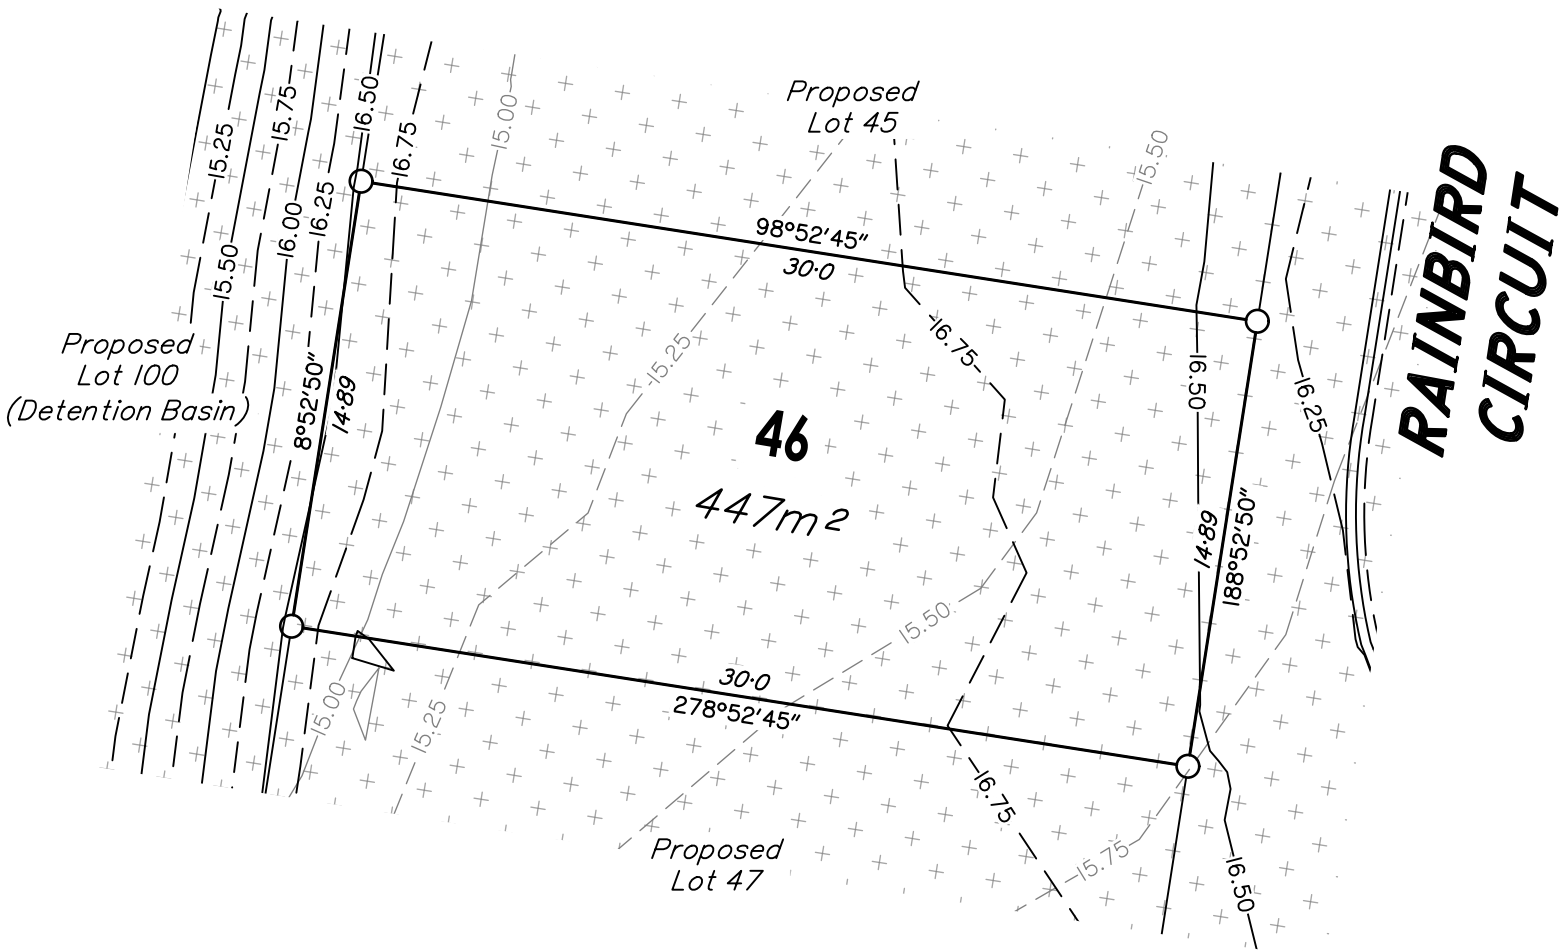 Proposed
Lot 45
15.25
15.50
15.75
16.00
16.25
16.50
16.75
15.00
15.50
98°52'45"
30·0
15.25
16.75
16.50
16.25
RAINBIRD
CIRCUIT
Proposed
Lot 100
(Detention Basin)
8°52'50"
14·89
46
447m²
14·89
188°52'50"
15.50
30·0
278°52'45"
15.00
15.25
16.75
15.75
16.50
Proposed
Lot 47